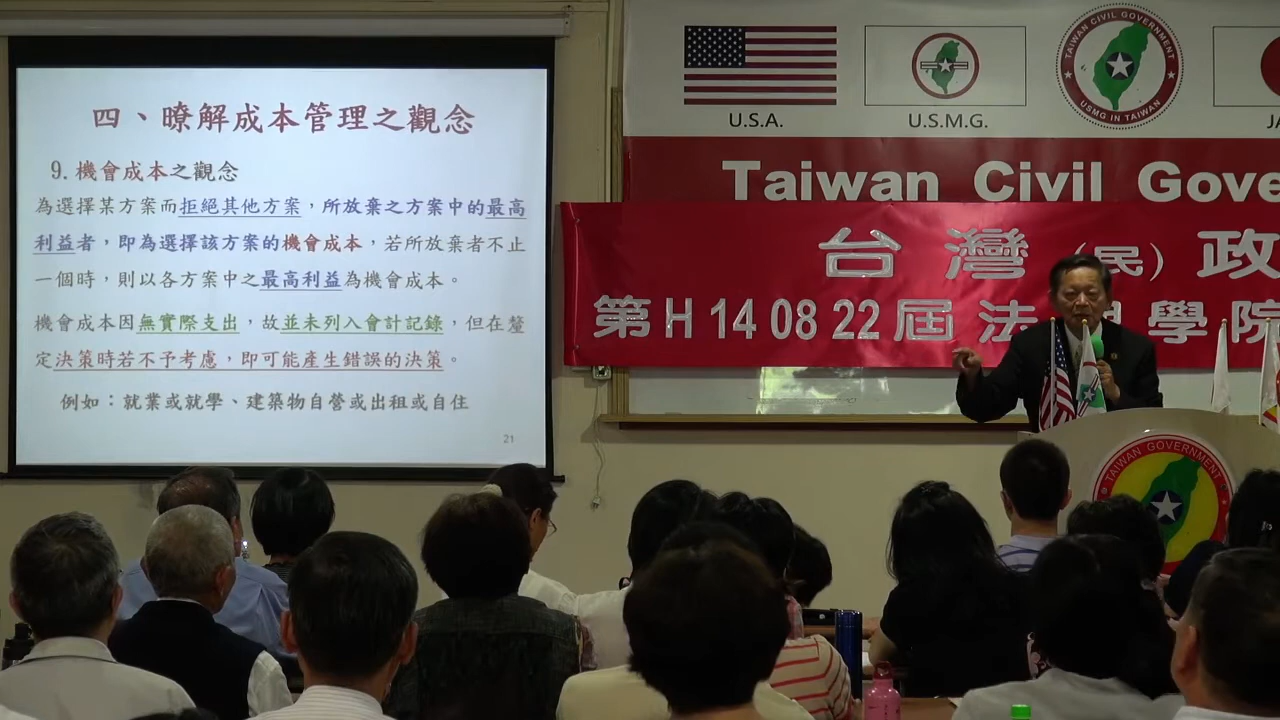 四、瞭解成本管理之觀念
9. 機會成本之觀念
為選擇某方案而拒絕其他方案，所放棄之方案中的最高
利益者，即為選擇該方案的機會成本，若所放棄者不止
一個時，則以各方案中之最高利益為機會成本。
機會成本因無實際支出，故並未列入會計記錄，但在釐
定決策時若不予考慮，即可能產生錯誤的決策。
例如：就業或就學、建築物自營或出租或自住
21
U.S.A.
U.S.M.G.
TAIWAN CIVIL GOVERNMENT
USMG IN TAIWAN
JA
Taiwan Civil Gove
台灣（民）政
第H 14 08 22屆法
學院
TAIWAN GOVERNMENT